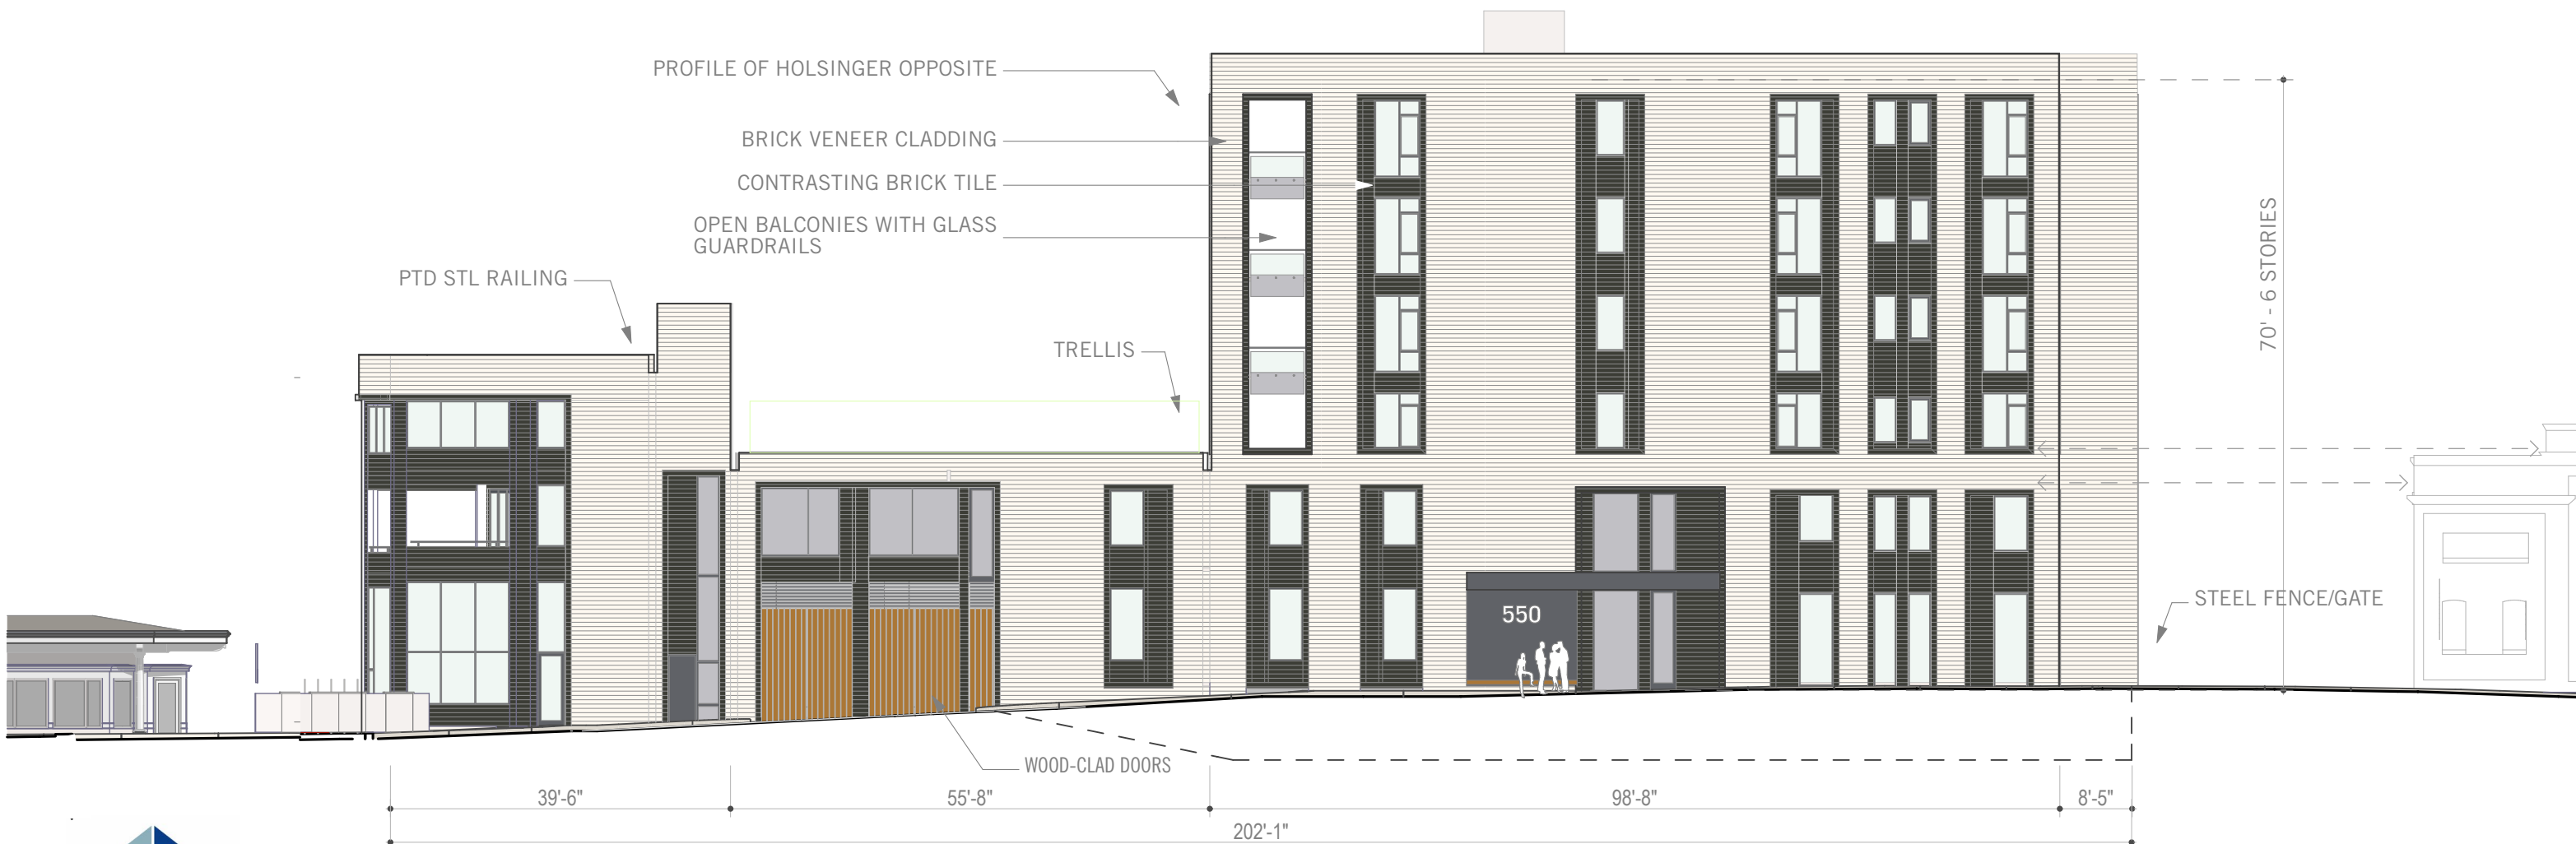 PROFILE OF HOLSINGER OPPOSITE
BRICK VENEER CLADDING
CONTRASTING BRICK TILE
OPEN BALCONIES WITH GLASS
GUARDRAILS
PTD STL RAILING
TRELLIS
70' - 6 STORIES
STEEL FENCE/GATE
550
WOOD-CLAD DOORS
39'-6"
55'-8"
98'-8"
8'-5"
202'-1"